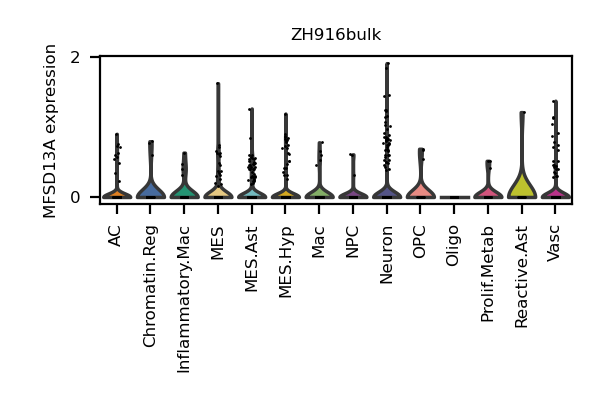 ZH916bulk
MFSD13A expression
2
0
AC
Chromatin.Reg
Inflammatory.Mac
MES
MES.Ast
MES.Hyp
Mac
NPC
Neuron
OPC
Oligo
Prolif.Metab
Reactive.Ast
Vasc